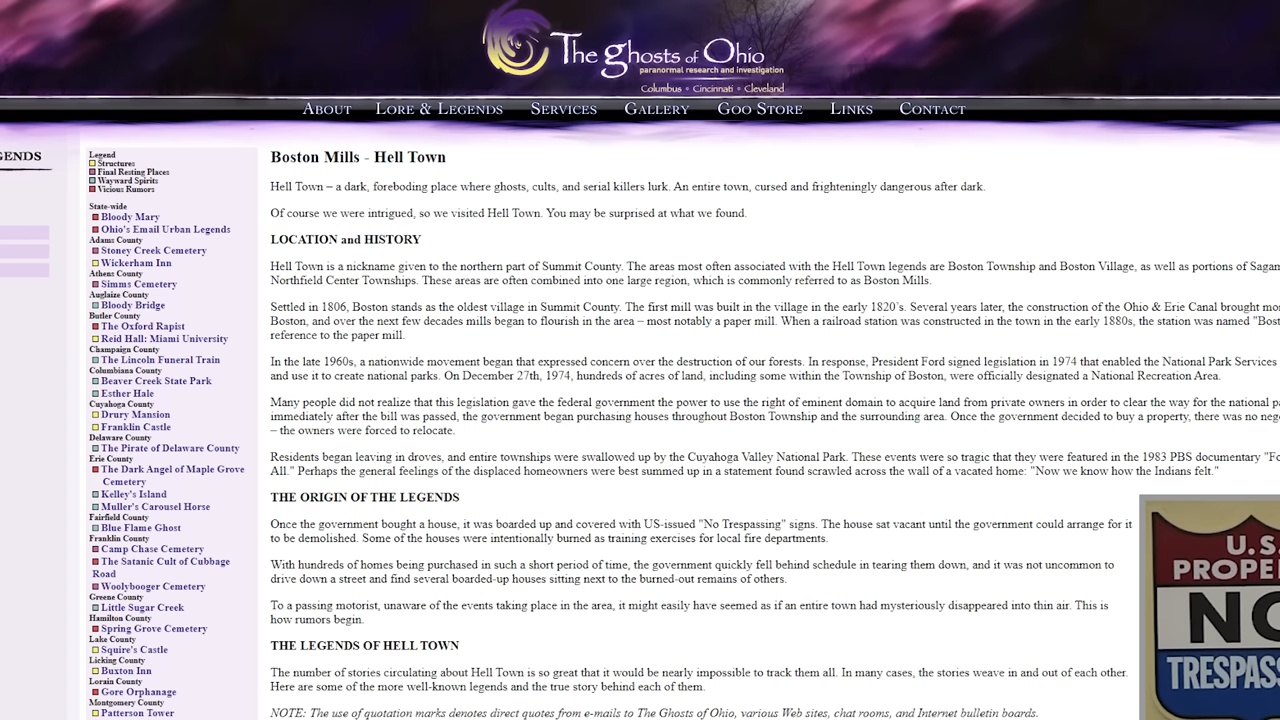 The Ghosts of Ohio
paranormal research and investigation
Columbus • Cincinnati • Cleveland
About Lore & Legends Services Gallery Goo Store Links Contact
GENDS
Legend
Structures
Final Resting Places
Wayward Spirits
Vicious Rumors
State-wide
Bloody Mary
Ohio's Email Urban Legends
Adams County
Stoney Creek Cemetery
Wickerham Inn
Athens County
Simms Cemetery
Auglaize County
Bloody Bridge
Butler County
The Oxford Rapist
Reid Hall: Miami University
Champaign County
The Lincoln Funeral Train
Columbiana County
Beaver Creek State Park
Esther Hale
Cuyahoga County
Drury Mansion
Franklin Castle
Delaware County
The Pirate of Delaware County
Erie County
The Dark Angel of Maple Grove
Cemetery
Kelley's Island
Muller's Carousel Horse
Fairfield County
Blue Flame Ghost
Franklin County
Camp Chase Cemetery
The Satanic Cult of Cubbage
Road
Woolybooger Cemetery
Greene County
Little Sugar Creek
Hamilton County
Spring Grove Cemetery
Lake County
Squire's Castle
Licking County
Buxton Inn
Lorain County
Gore Orphanage
Montgomery County
Patterson Tower
Boston Mills - Hell Town
Hell Town – a dark, foreboding place where ghosts, cults, and serial killers lurk. An entire town, cursed and frighteningly dangerous after dark.
Of course we were intrigued, so we visited Hell Town. You may be surprised at what we found.
LOCATION and HISTORY
Hell Town is a nickname given to the northern part of Summit County. The areas most often associated with the Hell Town legends are Boston Township and Boston Village, as well as portions of Sagam
Northfield Center Townships. These areas are often combined into one large region, which is commonly referred to as Boston Mills.
Settled in 1806, Boston stands as the oldest village in Summit County. The first mill was built in the village in the early 1820's. Several years later, the construction of the Ohio & Erie Canal brought mo
Boston, and over the next few decades mills began to flourish in the area – most notably a paper mill. When a railroad station was constructed in the town in the early 1880s, the station was named "Bost
reference to the paper mill.
In the late 1960s, a nationwide movement began that expressed concern over the destruction of our forests. In response, President Ford signed legislation in 1974 that enabled the National Park Services
and use it to create national parks. On December 27th, 1974, hundreds of acres of land, including some within the Township of Boston, were officially designated a National Recreation Area.
Many people did not realize that this legislation gave the federal government the power to use the right of eminent domain to acquire land from private owners in order to clear the way for the national pa
immediately after the bill was passed, the government began purchasing houses throughout Boston Township and the surrounding area. Once the government decided to buy a property, there was no neg
– the owners were forced to relocate.
Residents began leaving in droves, and entire townships were swallowed up by the Cuyahoga Valley National Park. These events were so tragic that they were featured in the 1983 PBS documentary "Fo
All." Perhaps the general feelings of the displaced homeowners were best summed up in a statement found scrawled across the wall of a vacated home: "Now we know how the Indians felt."
THE ORIGIN OF THE LEGENDS
Once the government bought a house, it was boarded up and covered with US-issued "No Trespassing" signs. The house sat vacant until the government could arrange for it
to be demolished. Some of the houses were intentionally burned as training exercises for local fire departments.
With hundreds of homes being purchased in such a short period of time, the government quickly fell behind schedule in tearing them down, and it was not uncommon to
drive down a street and find several boarded-up houses sitting next to the burned-out remains of others.
To a passing motorist, unaware of the events taking place in the area, it might easily have seemed as if an entire town had mysteriously disappeared into thin air. This is
how rumors begin.
THE LEGENDS OF HELL TOWN
The number of stories circulating about Hell Town is so great that it would be nearly impossible to track them all. In many cases, the stories weave in and out of each other.
Here are some of the more well-known legends and the true story behind each of them.
NOTE: The use of quotation marks denotes direct quotes from e-mails to The Ghosts of Ohio, various Web sites, chat rooms, and Internet bulletin boards.
U.S.
PROPE
NO
TRESPASS